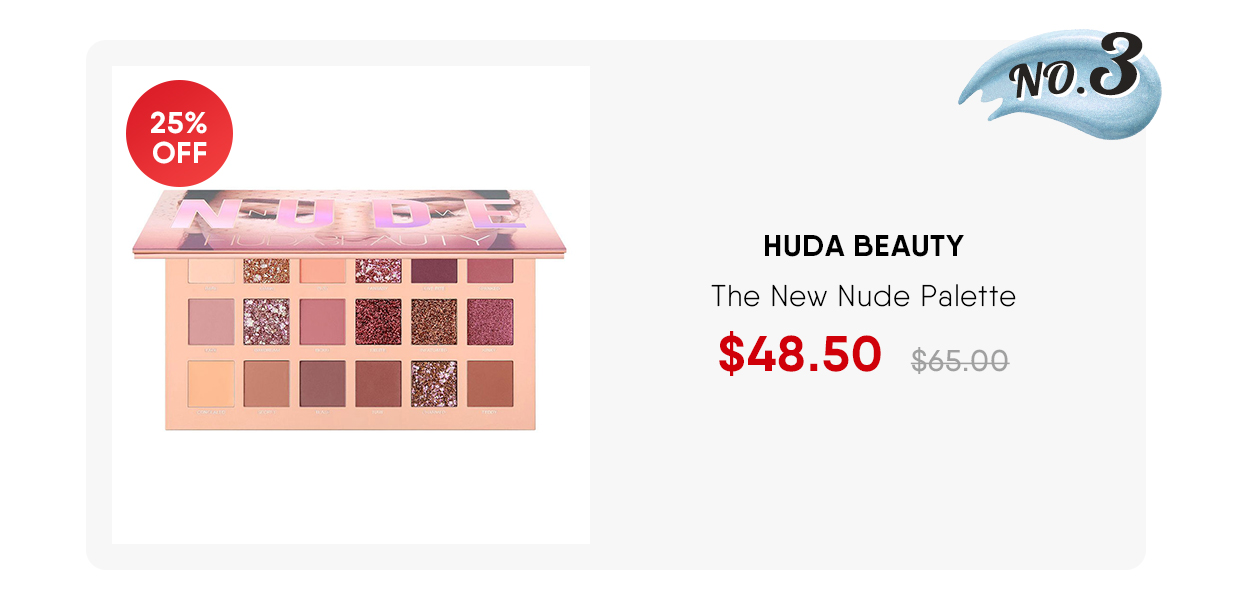 NO.3
25%
OFF
NUDE
HUDA BEAUTY
HUDA BEAUTY
The New Nude Palette
$48.50 $65.00